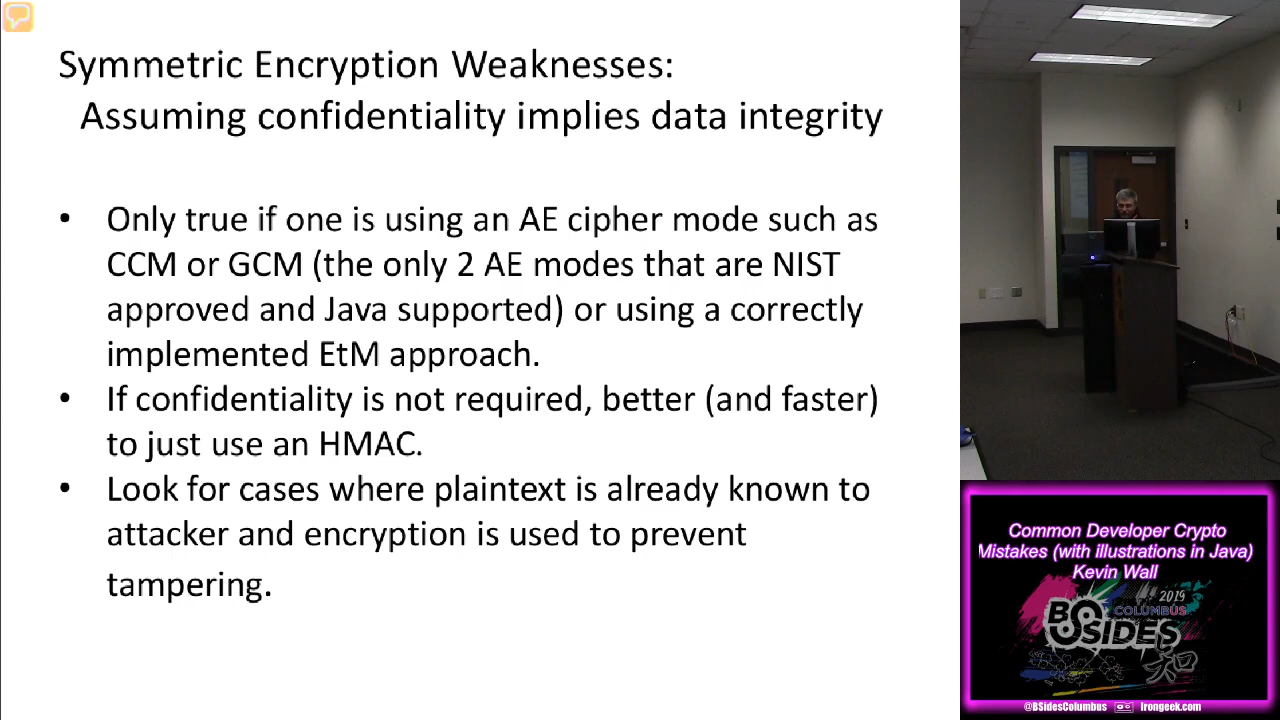 Symmetric Encryption Weaknesses:
Assuming confidentiality implies data integrity
• Only true if one is using an AE cipher mode such as
CCM or GCM (the only 2 AE modes that are NIST
approved and Java supported) or using a correctly
implemented EtM approach.
• If confidentiality is not required, better (and faster)
to just use an HMAC.
• Look for cases where plaintext is already known to
attacker and encryption is used to prevent
tampering.
Common Developer Crypto
Mistakes (with illustrations in Java)
Kevin Wall
2019
COLUMBUS
BSIDES
@BSidesColumbus
Irongeek.com